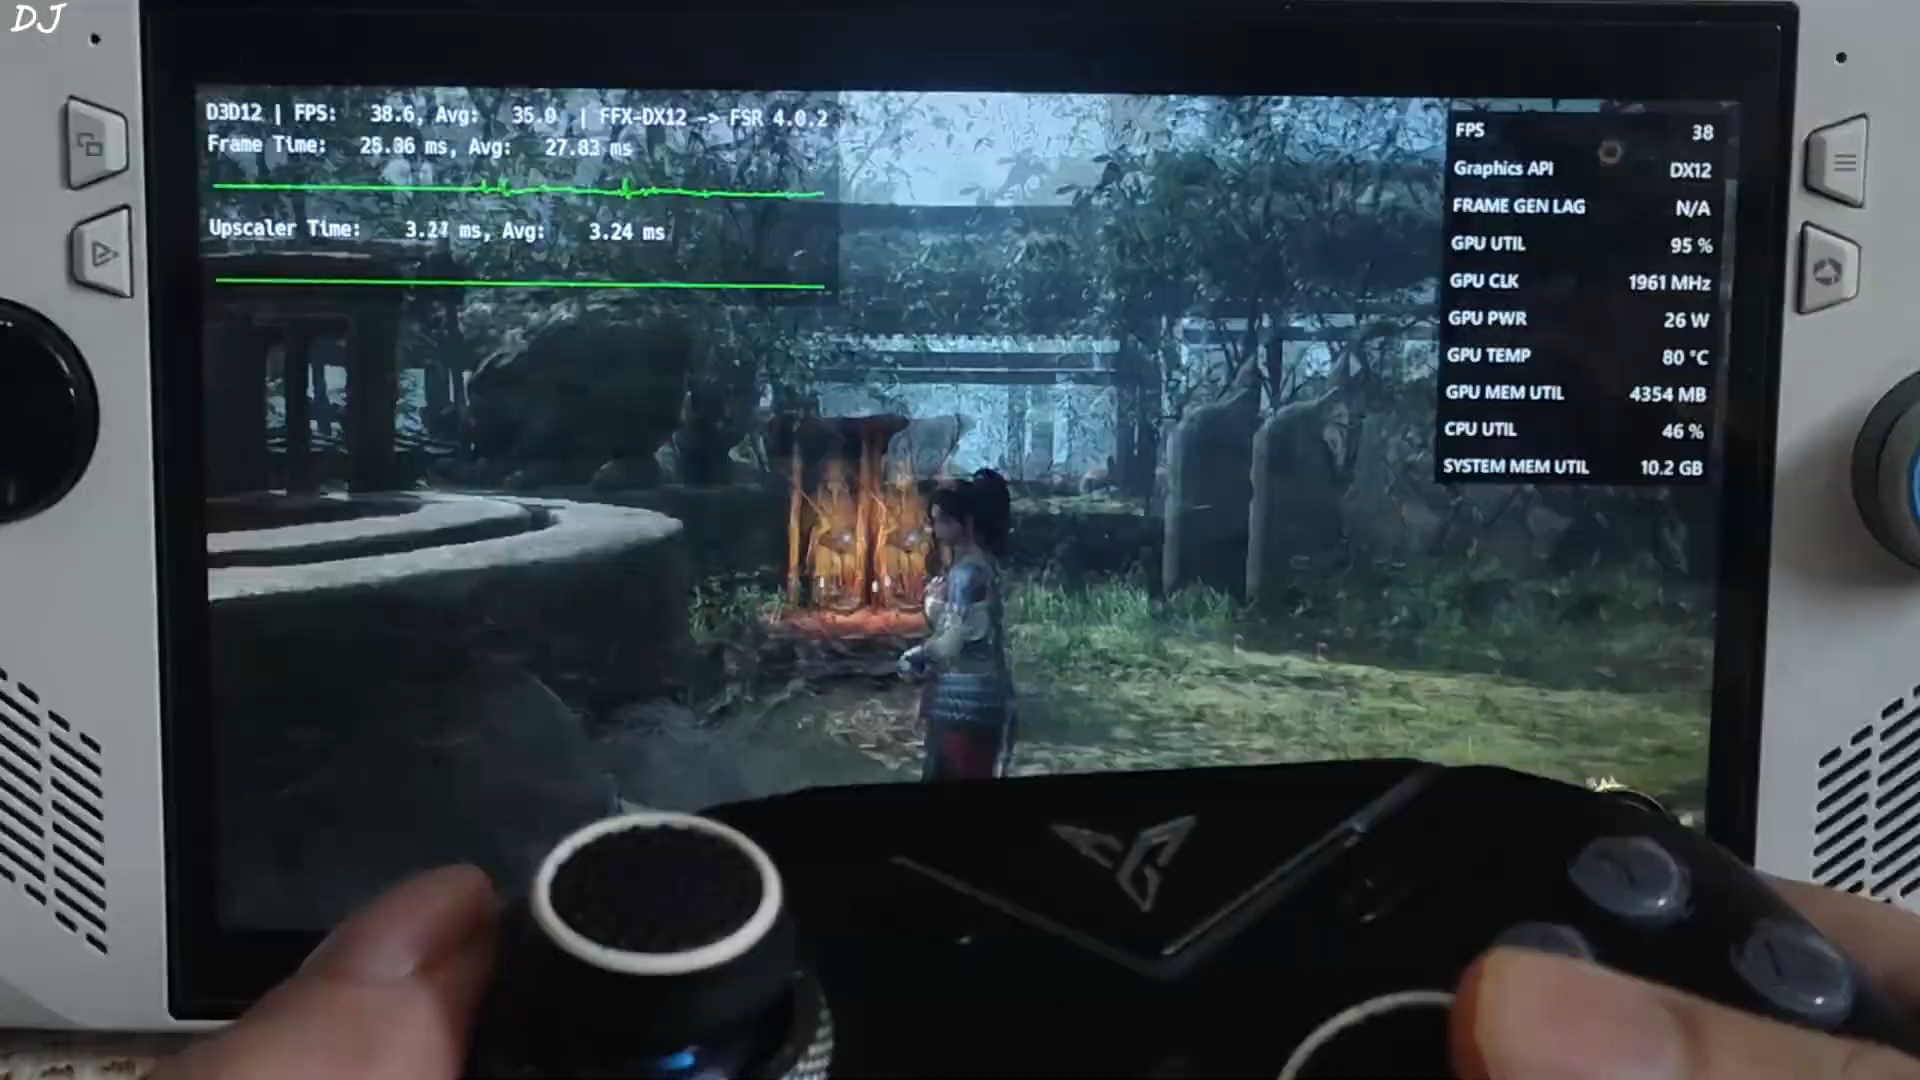 DJ
D3D12 | FPS: 38.6, Avg: 35.0 | FFX-DX12 -> FSR 4.0.2
Frame Time: 25.86 ms, Avg: 27.83 ms
Upscaler Time: 3.27 ms, Avg: 3.24 ms
FPS 38
Graphics API DX12
FRAME GEN LAG N/A
GPU UTIL 95 %
GPU CLK 1961 MHz
GPU PWR 26 W
GPU TEMP 80 °C
GPU MEM UTIL 4354 MB
CPU UTIL 46 %
SYSTEM MEM UTIL 10.2 GB